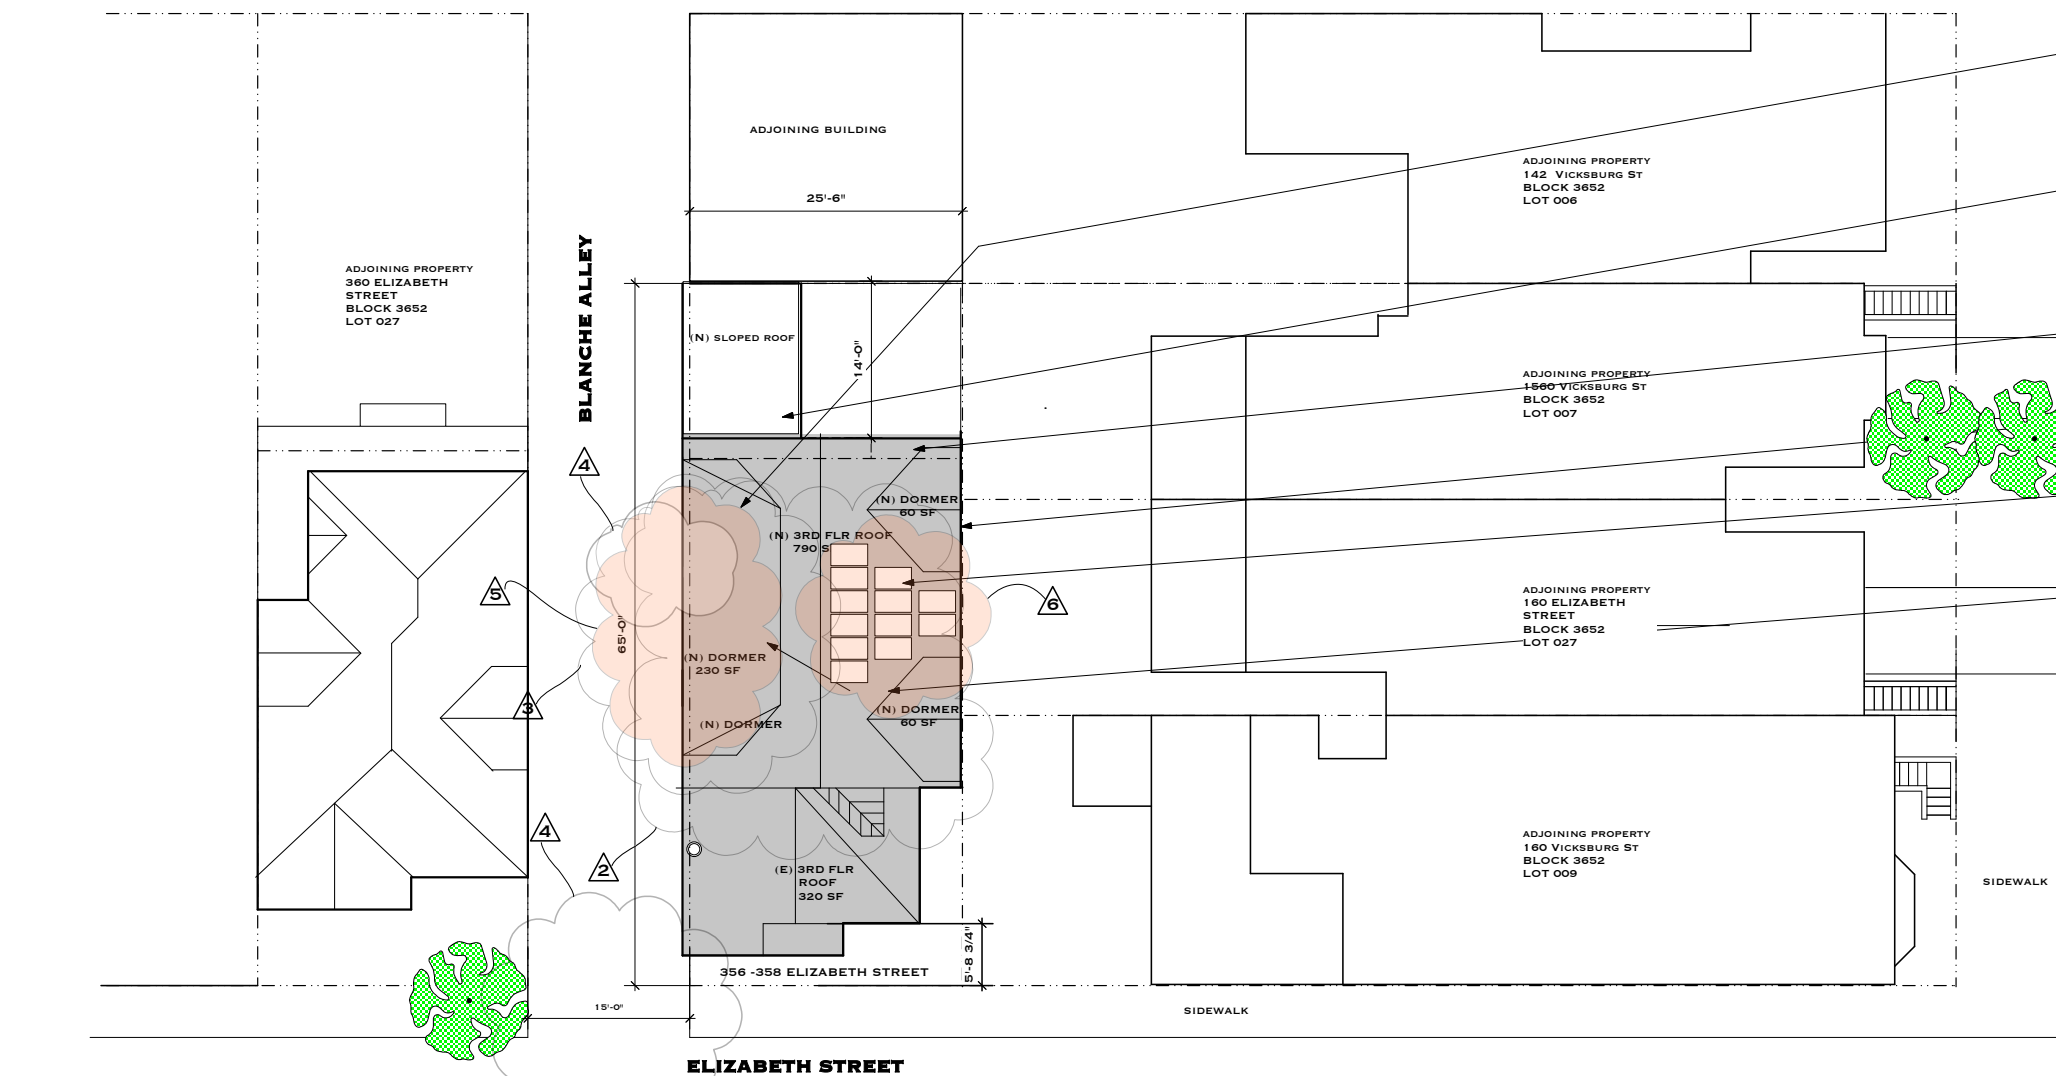 ADJOINING BUILDING
25'-6"
ADJOINING PROPERTY
142 VICKSBURG ST
BLOCK 3652
LOT 006
BLANCHE ALLEY
ADJOINING PROPERTY
360 ELIZABETH
STREET
BLOCK 3652
LOT 027
(N) SLOPED ROOF
14'-0"
ADJOINING PROPERTY
1560 VICKSBURG ST
BLOCK 3652
LOT 007
4
(N) DORMER
60 SF
(N) 3RD FLR ROOF
790 S
5
6
65'-0"
ADJOINING PROPERTY
160 ELIZABETH
STREET
BLOCK 3652
LOT 027
(N) DORMER
230 SF
3
(N) DORMER
60 SF
(N) DORMER
4
2
(E) 3RD FLR
ROOF
320 SF
ADJOINING PROPERTY
160 VICKSBURG ST
BLOCK 3652
LOT 009
SIDEWALK
5'-8 3/4"
356 -358 ELIZABETH STREET
15'-0"
SIDEWALK
ELIZABETH STREET